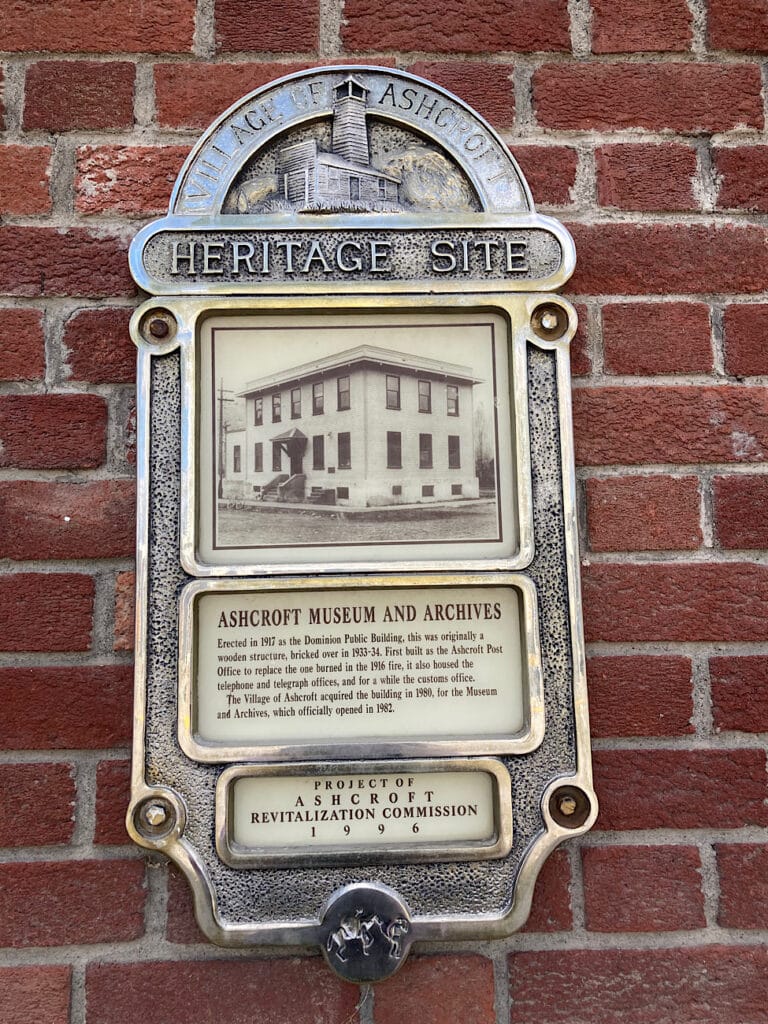 VILLAGE OF ASHCROFT
HERITAGE SITE
ASHCROFT MUSEUM AND ARCHIVES
Erected in 1917 as the Dominion Public Building, this was originally a
wooden structure, bricked over in 1933-34. First built as the Ashcroft Post
Office to replace the one burned in the 1916 fire, it also housed the
telephone and telegraph offices, and for a while the customs office.
The Village of Ashcroft acquired the building in 1980, for the Museum
and Archives, which officially opened in 1982.
PROJECT OF
ASHCROFT
REVITALIZATION COMMISSION
1996